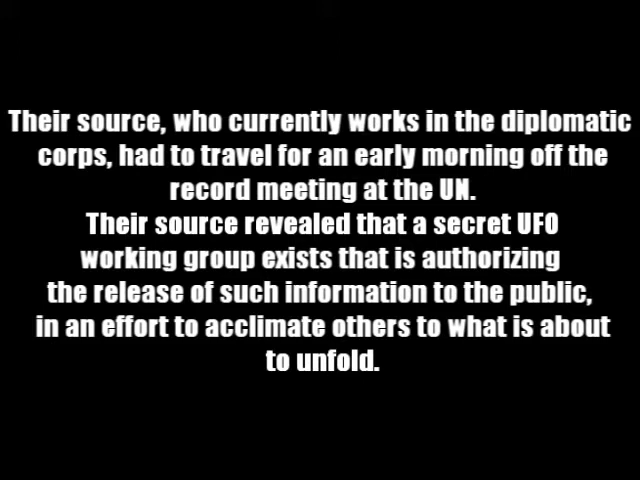 Their source, who currently works in the diplomatic
corps, had to travel for an early morning off the
record meeting at the UN.
Their source revealed that a secret UFO
working group exists that is authorizing
the release of such information to the public,
in an effort to acclimate others to what is about
to unfold.